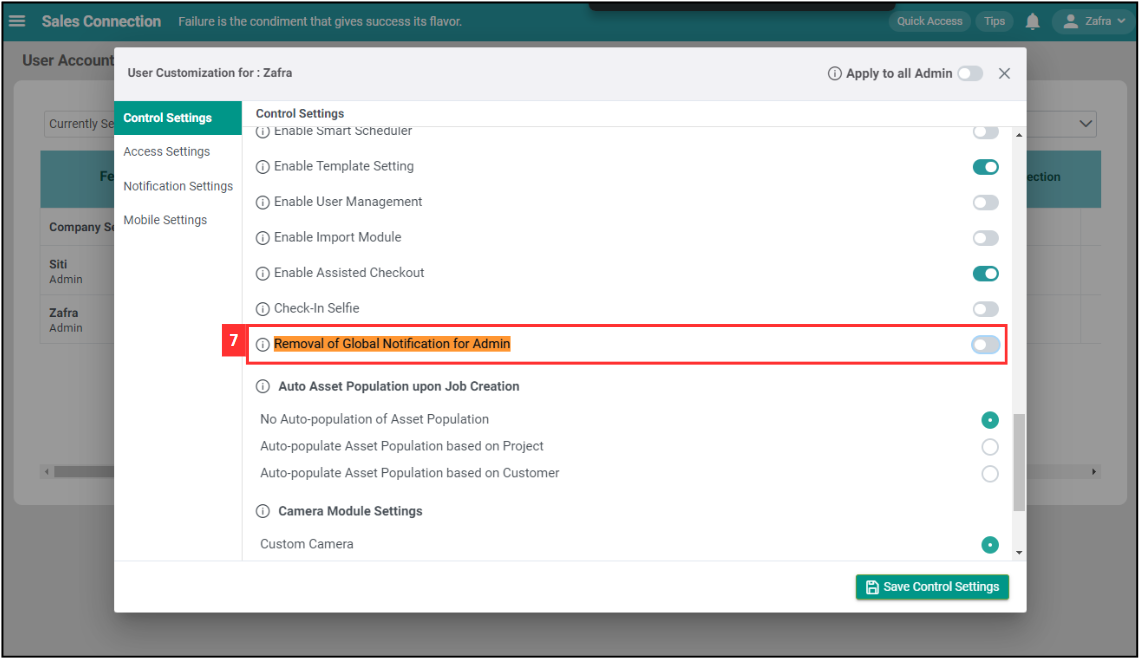 Sales Connection Failure is the condiment that gives success its flavor. Quick Access Tips Zafra
User Account
User Customization for : Zafra Apply to all Admin
Currently Se
Control Settings
Access Settings
Notification Settings
Mobile Settings
Fe
ection
Company Se
Siti
Admin
Zafra
Admin
Control Settings
Enable Smart Scheduler
Enable Template Setting
Enable User Management
Enable Import Module
Enable Assisted Checkout
Check-In Selfie
7 Removal of Global Notification for Admin
Auto Asset Population upon Job Creation
No Auto-population of Asset Population
Auto-populate Asset Population based on Project
Auto-populate Asset Population based on Customer
Camera Module Settings
Custom Camera
Save Control Settings